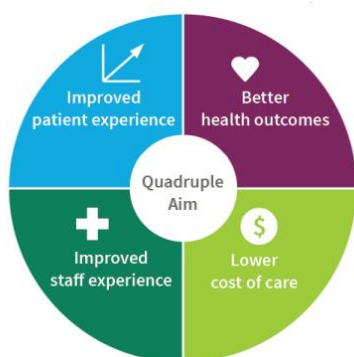 Improved
patient experience
Better
health outcomes
Quadruple
Aim
Improved
staff experience
$
Lower
cost of care